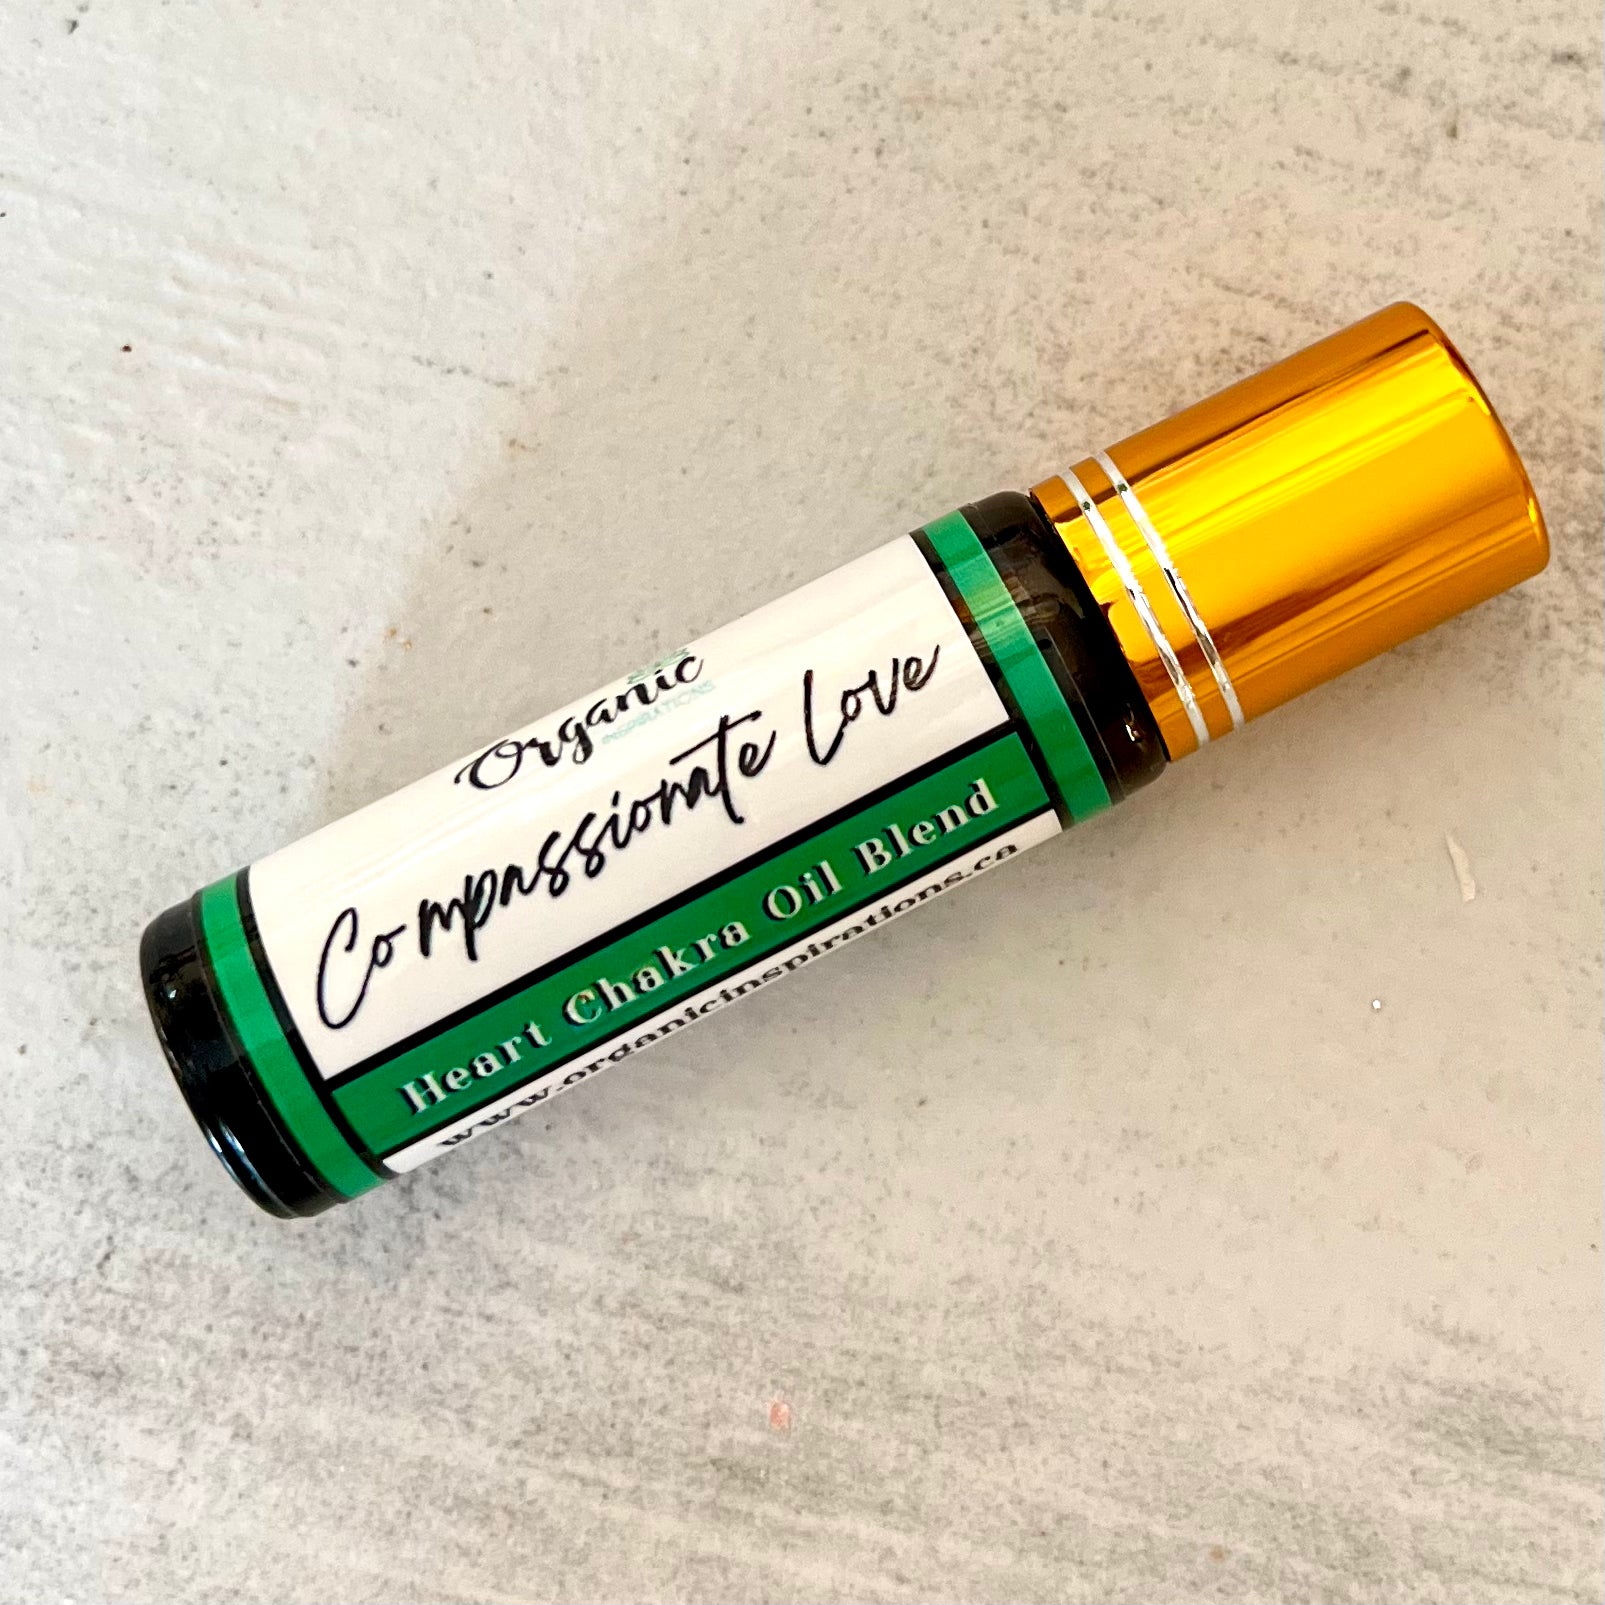 Organic
INSPIRATIONS
Compassionate Love
Heart Chakra Oil Blend
www.organicinspirations.ca